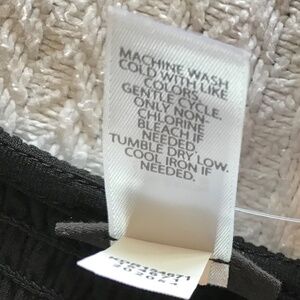 MACHINE WASH
COLD WITH LIKE
COLORS
GENTLE CYCLE.
ONLY NON-
CHLORINE
BLEACH IF
NEEDED.
TUMBLE DRY LOW.
COOL IRON IF
NEEDED.